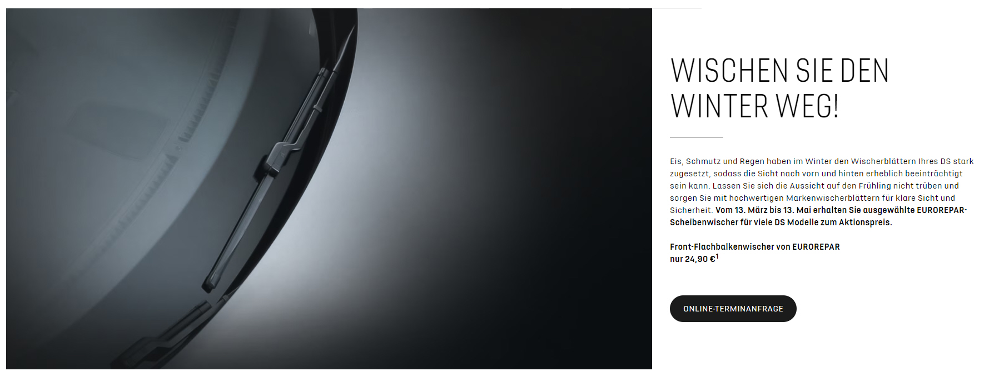 WISCHEN SIE DEN
WINTER WEG!
Eis, Schmutz und Regen haben im Winter den Wischerblättern Ihres DS stark
zugesetzt, sodass die Sicht nach vorn und hinten erheblich beeinträchtigt
sein kann. Lassen Sie sich die Aussicht auf den Frühling nicht trüben und
sorgen Sie mit hochwertigen Markenwischerblättern für klare Sicht und
Sicherheit. Vom 13. März bis 13. Mai erhalten Sie ausgewählte EUROREPAR-
Scheibenwischer für viele DS Modelle zum Aktionspreis.
Front-Flachbalkenwischer von EUROREPAR
nur 24,90 €¹
ONLINE-TERMINANFRAGE